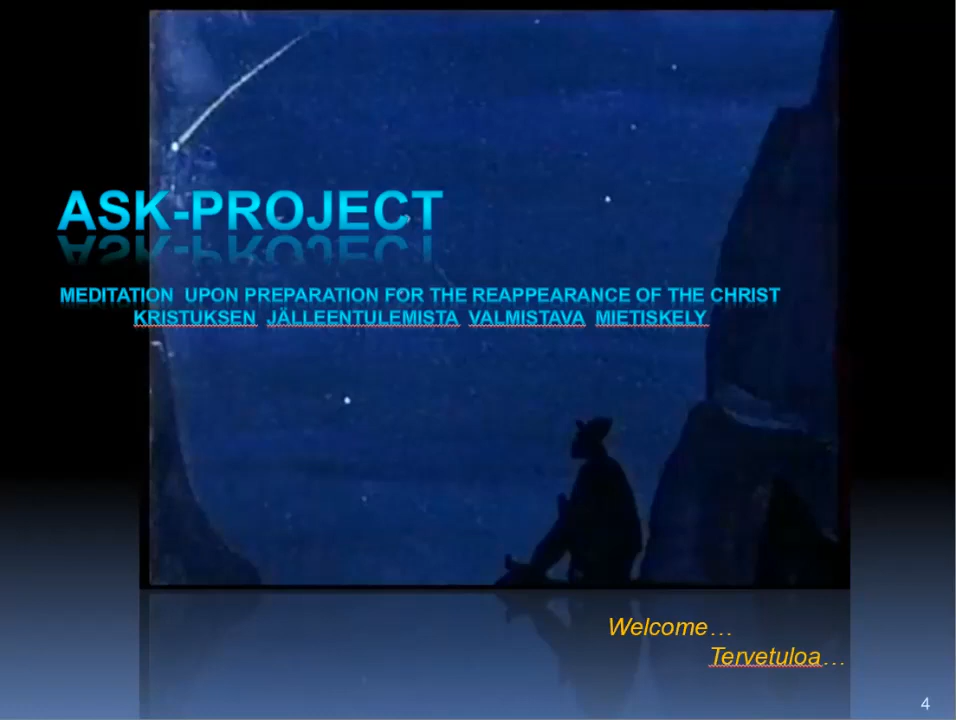 ASK-PROJECT
MEDITATION UPON PREPARATION FOR THE REAPPEARANCE OF THE CHRIST
KRISTUKSEN JÄLLEENTULEMISTA VALMISTAVA MIETISKELY
Welcome…
Tervetuloa…
4